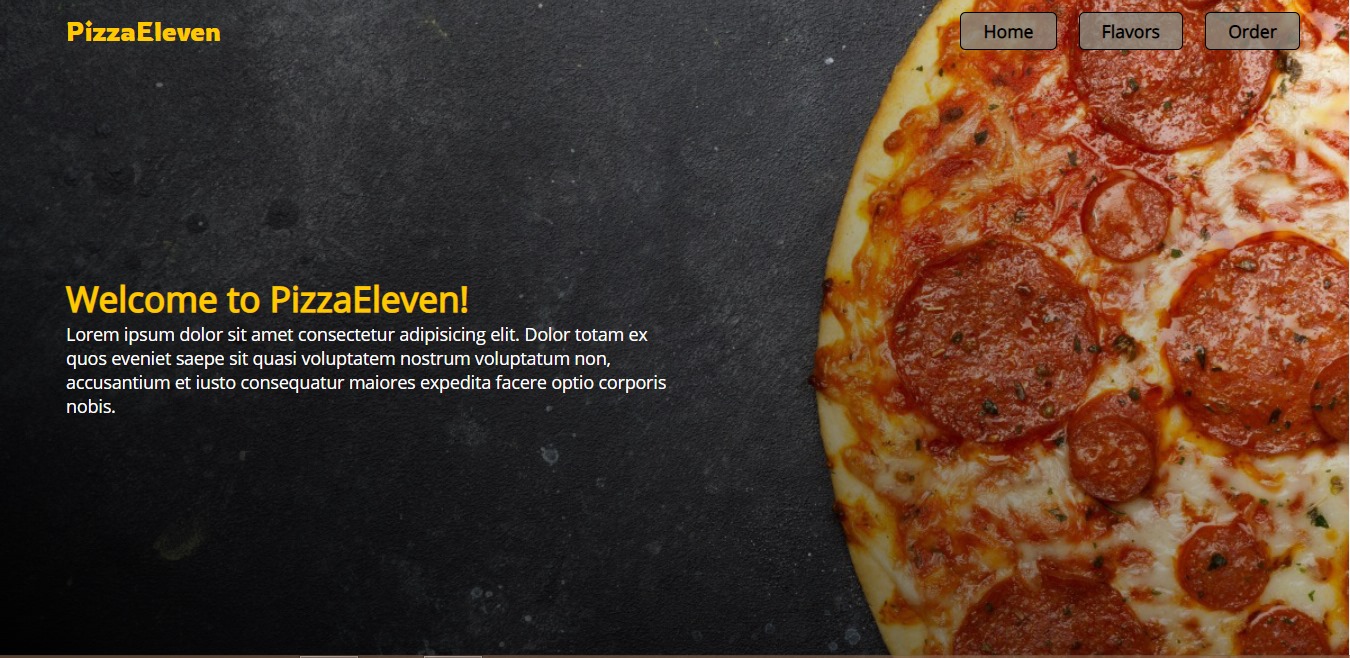 PizzaEleven
Home
Flavors
Order
Welcome to PizzaEleven!
Lorem ipsum dolor sit amet consectetur adipisicing elit. Dolor totam ex
quos eveniet saepe sit quasi voluptatem nostrum voluptatum non,
accusantium et iusto consequatur maiores expedita facere optio corporis
nobis.